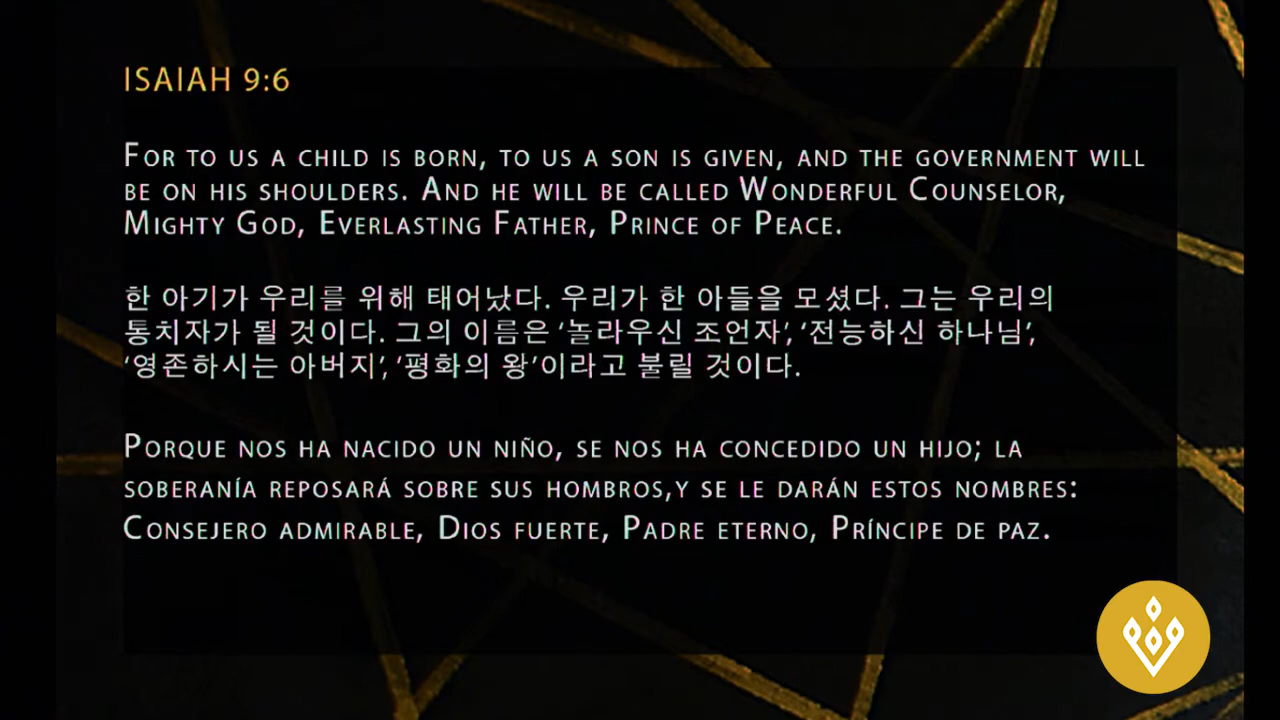 ISAIAH 9:6
FOR TO US A CHILD IS BORN, TO US A SON IS GIVEN, AND THE GOVERNMENT WILL
BE ON HIS SHOULDERS. AND HE WILL BE CALLED WONDERFUL COUNSELOR,
MIGHTY GOD, EVERLASTING FATHER, PRINCE OF PEACE.
한 아기가 우리를 위해 태어났다. 우리가 한 아들을 모셨다. 그는 우리의
통치자가 될 것이다. 그의 이름은 ‘놀라우신 조언자’, ‘전능하신 하나님’,
‘영존하시는 아버지’, ‘평화의 왕’이라고 불릴 것이다.
PORQUE NOS HA NACIDO UN NIÑO, SE NOS HA CONCEDIDO UN HIJO; LA
SOBERANÍA REPOSARÁ SOBRE SUS HOMBROS,Y SE LE DARÁN ESTOS NOMBRES:
CONSEJERO ADMIRABLE, DIOS FUERTE, PADRE ETERNO, PRÍNCIPE DE PAZ.